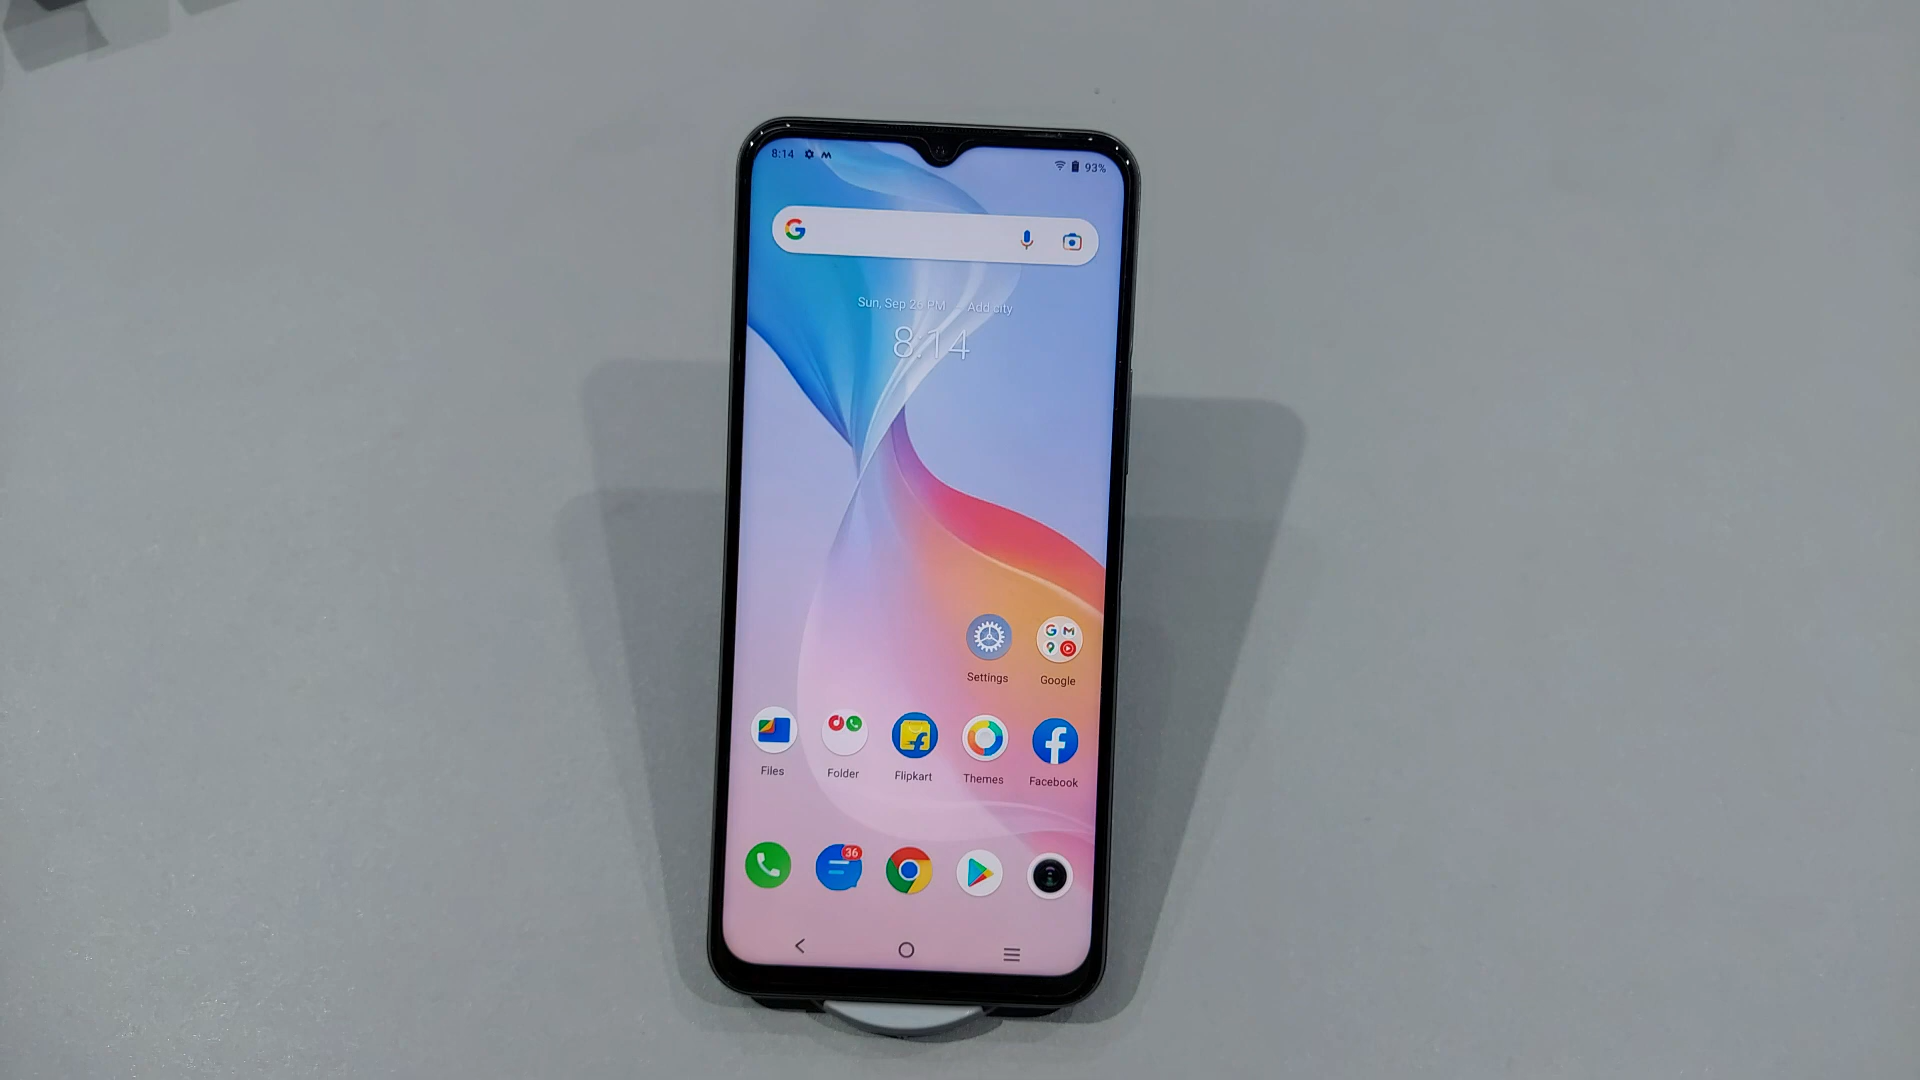 8:14
93%
Sun, Sep 26 PM Add city
8:14
Settings Google
Files Folder Flipkart Themes Facebook
36